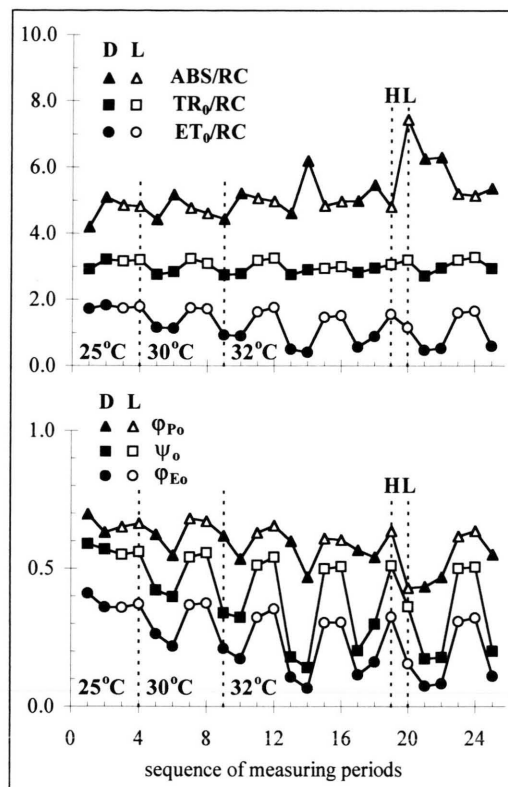 10.0
D L
▲ △ ABS/RC
■ □ TR₀/RC
● ○ ET₀/RC
HL
8.0
6.0
4.0
2.0
0.0
25°C 30°C 32°C
1.0
D L
▲ △ φPo
■ □ ψo
● ○ φEo
HL
0.5
0.0
25°C 30°C 32°C
0 4 8 12 16 20 24
sequence of measuring periods